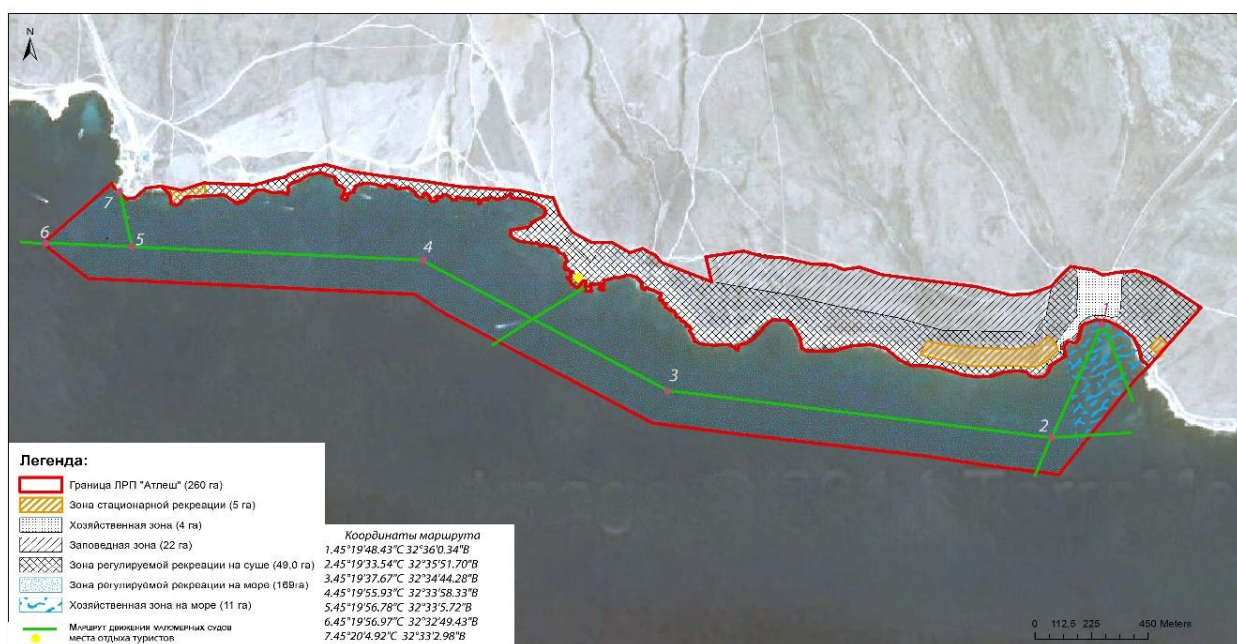 N
7
6
5
4
3
2
1
Легенда:
Граница ЛРП "Атлеш" (260 га)
Зона стационарной рекреации (5 га)
Хозяйственная зона (4 га)
Заповедная зона (22 га)
Зона регулируемой рекреации на суше (49,0 га)
Зона регулируемой рекреации на море (169га)
Хозяйственная зона на море (11 га)
Маршрут движения маломерных судов
места отдыха туристов
Координаты маршрута
1.45°19'48.43"С 32°36'0.34"В
2.45°19'33.54"С 32°35'51.70"В
3.45°19'37.67"С 32°34'44.28"В
4.45°19'55.93"С 32°33'58.33"В
5.45°19'56.78"С 32°33'5.72"В
6.45°19'56.97"С 32°32'49.43"В
7.45°20'4.92"С 32°33'2.98"В
0 112,5 225 450 Meters